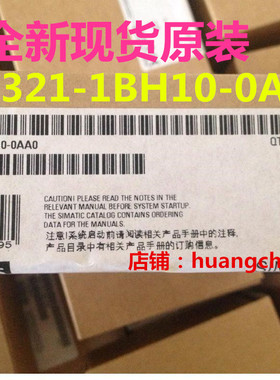 全新现货原装
321-1BH10-0A
10-0AA0
QT
CAUTION! PLEASE READ THE NOTES IN THE
RELEVANT MANUAL BEFORE SYSTEM STARTUP.
THE SIMATIC CATALOG CONTAINS ORDERING
DATA FOR THE MANUALS.
注意!系统启动前请阅读相关产品手册中的注释,
产品目录中有相关产品手册的订购信息。
95
店铺:huangch